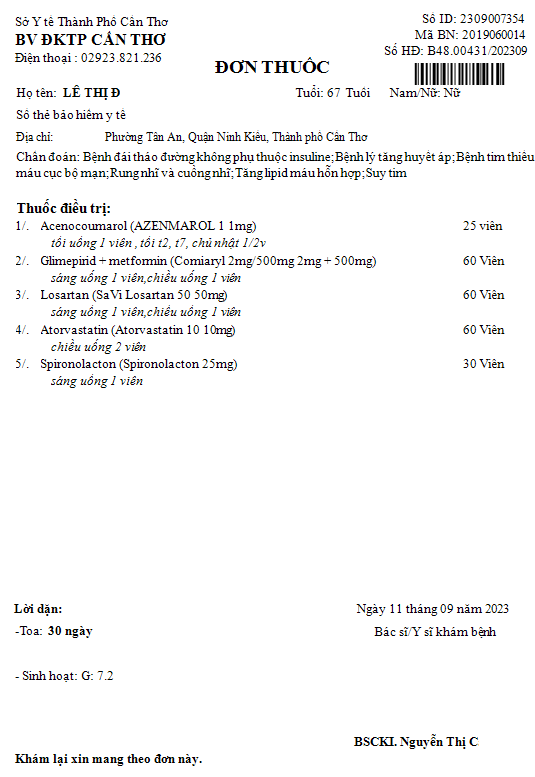 Sở Y tế Thành Phố Cần Thơ
Số ID: 2309007354
BV ĐKTP CẦN THƠ
Mã BN: 2019060014
Điện thoại : 02923.821.236
Số HĐ: B48.00431/202309
ĐƠN THUỐC
Họ tên: LÊ THỊ Đ
Tuổi: 67 Tuổi
Nam/Nữ: Nữ
Số thẻ bảo hiểm y tế
Địa chỉ: Phường Tân An, Quận Ninh Kiều, Thành phố Cần Thơ
Chẩn đoán: Bệnh đái tháo đường không phụ thuộc insuline;Bệnh lý tăng huyết áp;Bệnh tim thiếu
máu cục bộ mạn;Rung nhĩ và cuồng nhĩ;Tăng lipid máu hỗn hợp;Suy tim
Thuốc điều trị:
1/. Acenocoumarol (AZENMAROL 1 1mg) 25 viên
tối uống 1 viên , tối t2, t7, chủ nhật 1/2v
2/. Glimepirid + metformin (Comiaryl 2mg/500mg 2mg + 500mg) 60 Viên
sáng uống 1 viên,chiều uống 1 viên
3/. Losartan (SaVi Losartan 50 50mg) 60 Viên
sáng uống 1 viên,chiều uống 1 viên
4/. Atorvastatin (Atorvastatin 10 10mg) 60 Viên
chiều uống 2 viên
5/. Spironolacton (Spironolacton 25mg) 30 Viên
sáng uống 1 viên
Lời dặn:
Ngày 11 tháng 09 năm 2023
-Toa: 30 ngày
Bác sĩ/Y sĩ khám bệnh
- Sinh hoạt: G: 7.2
BSCKI. Nguyễn Thị C
Khám lại xin mang theo đơn này.